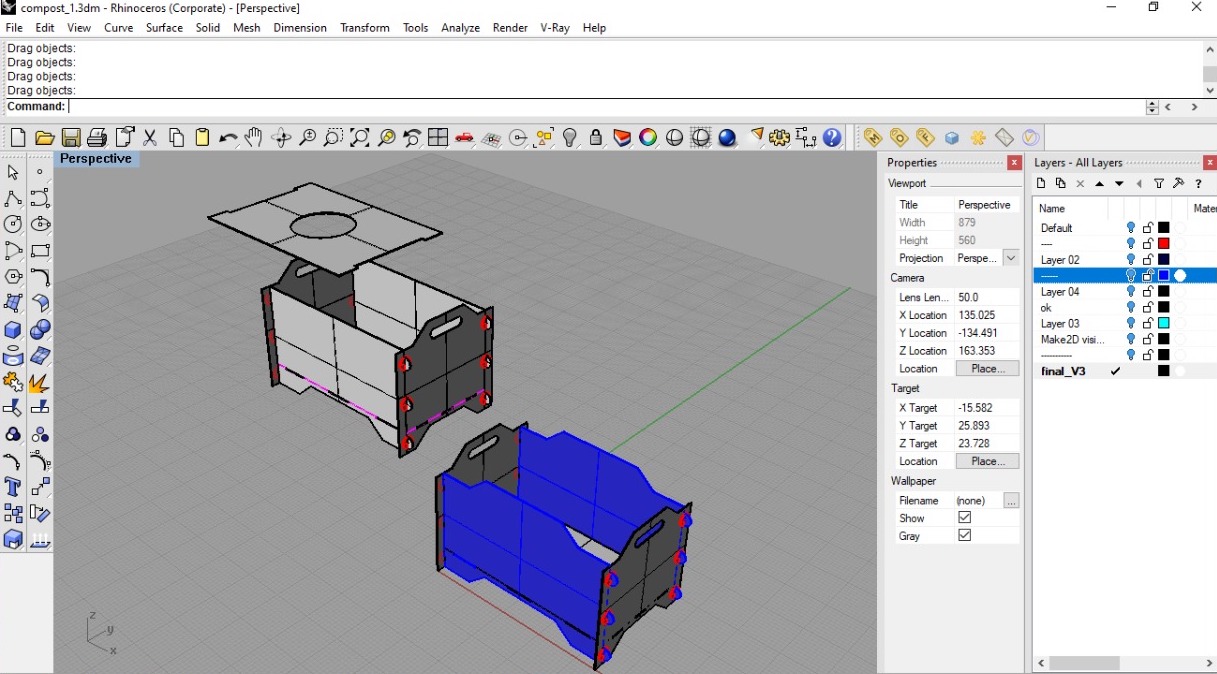 compost_1.3dm - Rhinoceros (Corporate) - [Perspective]
File Edit View Curve Surface Solid Mesh Dimension Transform Tools Analyze Render V-Ray Help
Drag objects:
Drag objects:
Drag objects:
Drag objects:
Command:
Perspective
z
y
x
Properties
Viewport
Title Perspective
Width 879
Height 560
Projection Perspe...
Camera
Lens Len... 50.0
X Location 135.025
Y Location -134.491
Z Location 163.353
Location Place...
Target
X Target -15.582
Y Target 25.893
Z Target 23.728
Location Place...
Wallpaper
Filename (none) ...
Show
Gray
Layers - All Layers
Name Mater
Default
----
Layer 02
------
Layer 04
ok
Layer 03
Make2D visi...
-----------
final_V3